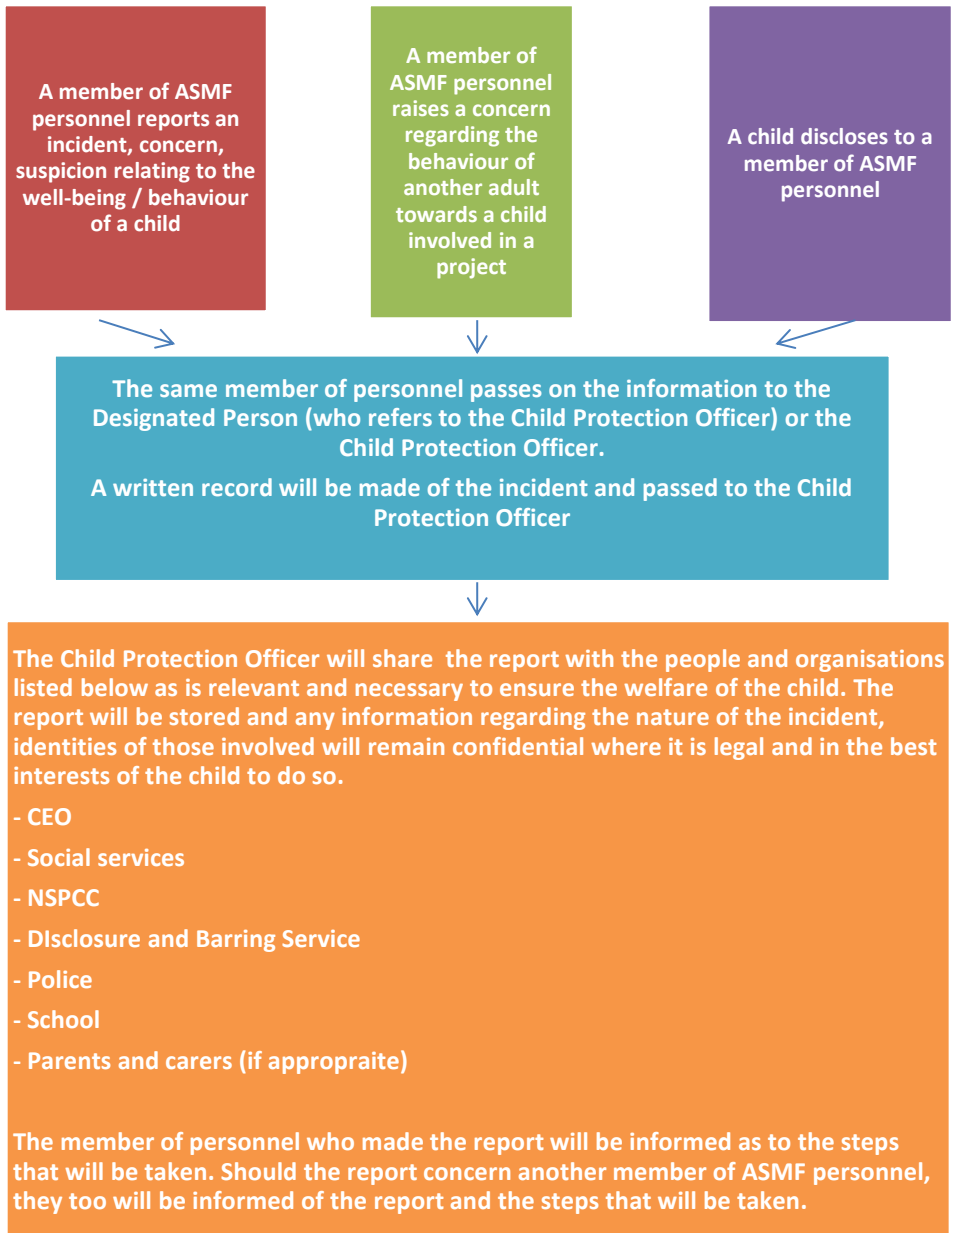 A member of ASMF
personnel reports an
incident, concern,
suspicion relating to the
well-being / behaviour
of a child
A member of
ASMF personnel
raises a concern
regarding the
behaviour of
another adult
towards a child
involved in a
project
A child discloses to a
member of ASMF
personnel
The same member of personnel passes on the information to the
Designated Person (who refers to the Child Protection Officer) or the
Child Protection Officer.
A written record will be made of the incident and passed to the Child
Protection Officer
The Child Protection Officer will share  the report with the people and organisations
listed below as is relevant and necessary to ensure the welfare of the child. The
report will be stored and any information regarding the nature of the incident,
identities of those involved will remain confidential where it is legal and in the best
interests of the child to do so.
- CEO
- Social services
- NSPCC
- DIsclosure and Barring Service
- Police
- School
- Parents and carers (if appropraite)
The member of personnel who made the report will be informed as to the steps
that will be taken. Should the report concern another member of ASMF personnel,
they too will be informed of the report and the steps that will be taken.